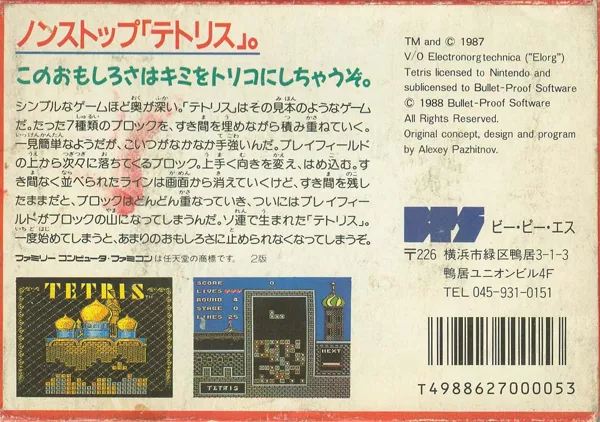 ノンストップ「テトリス」。
このおもしろさはキミをトリコにしちゃうぞ。
シンプルなゲームほど奥が深い。「テトリス」はその見本のようなゲーム
だ。たった7種類のブロックを、すき間を埋めながら積み重ねていく。
一見簡単なようだが、こいつがなかなか手強いんだ。プレイフィールド
の上から次々に落ちてくるブロック。上手く向きを変え、はめ込む。す
き間なく並べられたラインは画面から消えていくけど、すき間を残し
たままだと、ブロックはどんどん重なっていき、ついにはプレイフィー
ルドがブロックの山になってしまうんだ。ソ連で生まれた「テトリス」。
一度始めてしまうと、あまりのおもしろさに止められなくなってしまうぞ。
ファミリー コンピュータ・ファミコンは任天堂の商標です。 2版
TM and © 1987
V/O Electronorgtechnica ("Elorg")
Tetris licensed to Nintendo and
sublicensed to Bullet-Proof Software
© 1988 Bullet-Proof Software
All Rights Reserved.
Original concept, design and program
by Alexey Pazhitnov.
BPS ビー・ピー・エス
〒226 横浜市緑区鴨居3-1-3
鴨居ユニオンビル4F
TEL 045-931-0151
TETRIS
SCORE 0
LIVES
ROUND 4
STAGE 0
LINES 25
NEXT
TETRIS
T4988627000053